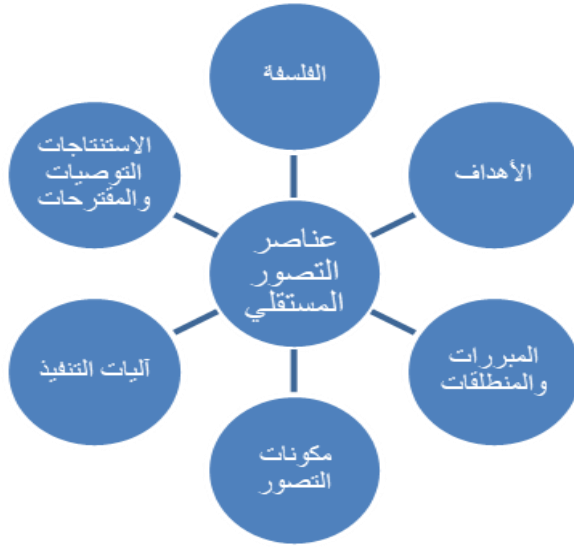 الفلسفة
الأهداف
المبررات
والمنطلقات
مكونات
التصور
آليات التنفيذ
الاستنتاجات
التوصيات
والمقترحات
عناصر
التصور
المستقلي